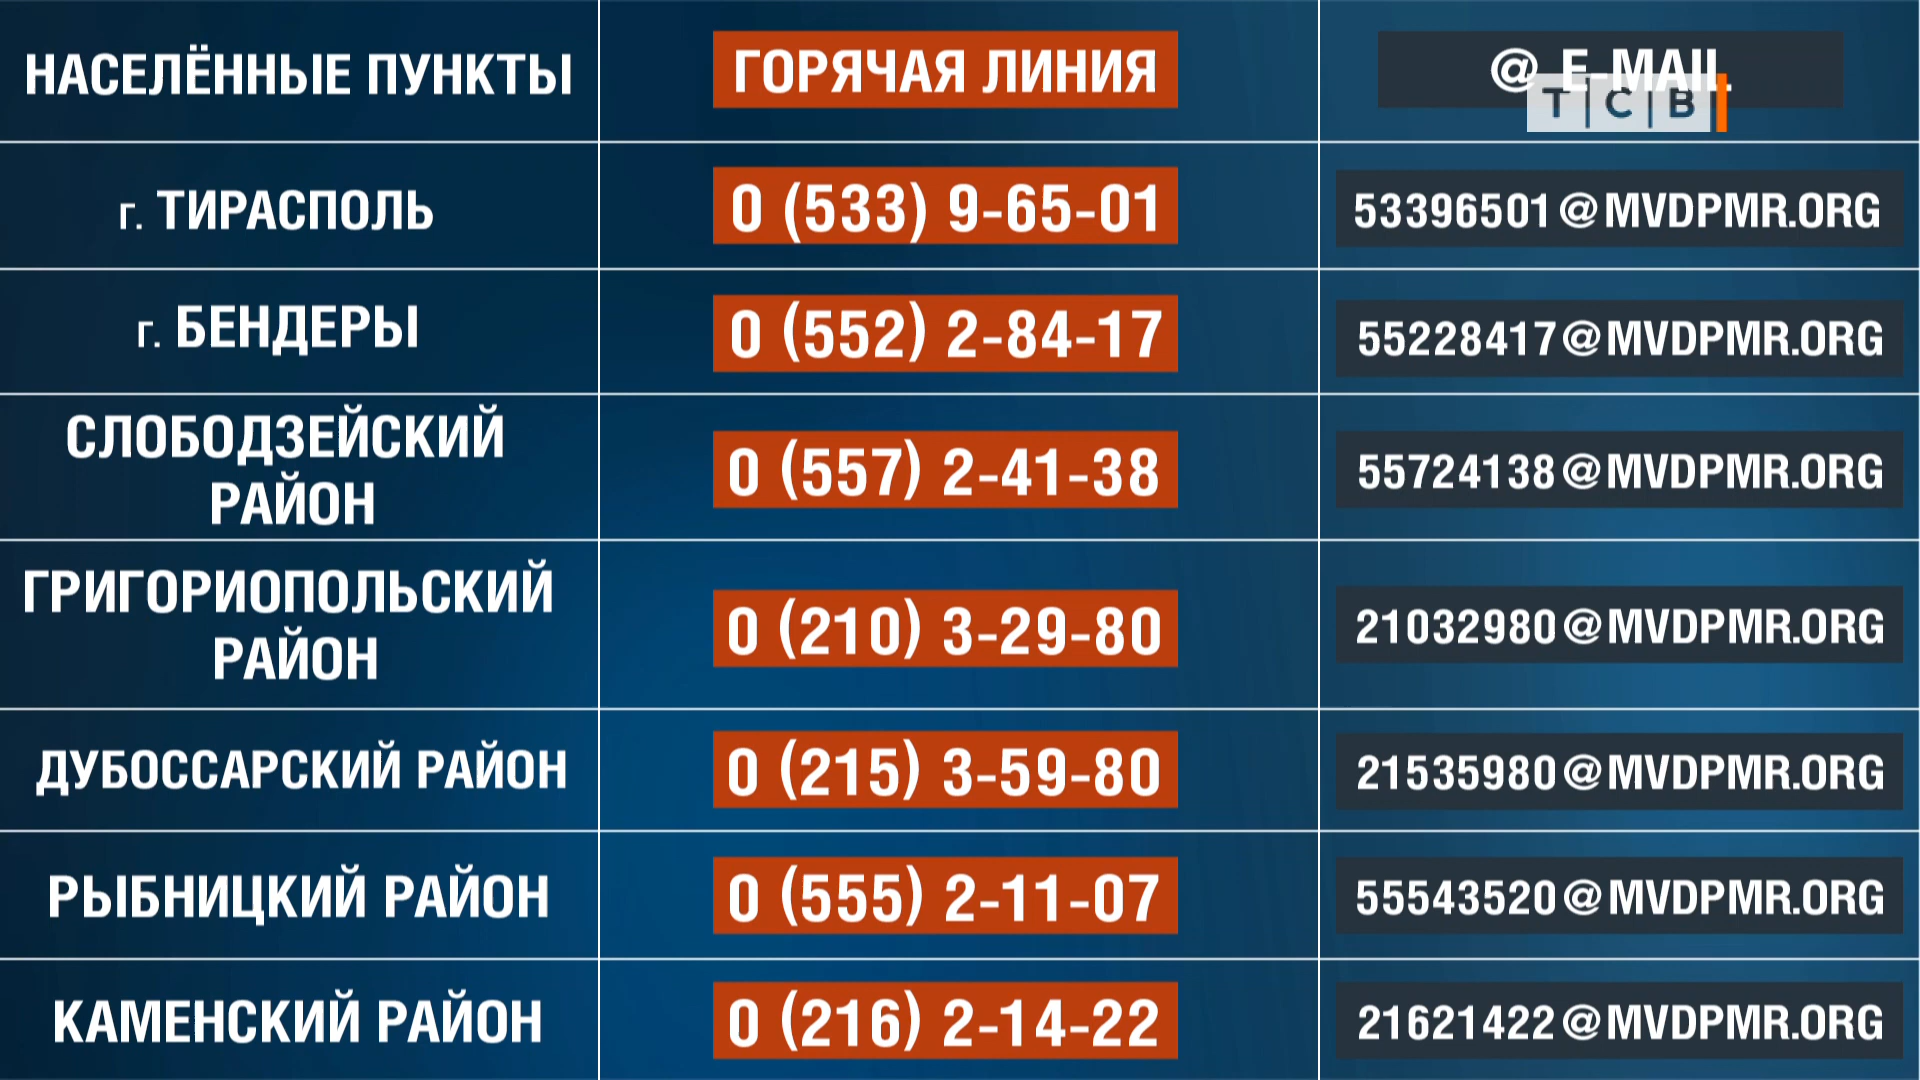 НАСЕЛЁННЫЕ ПУНКТЫ
ГОРЯЧАЯ ЛИНИЯ
@ E-MAIL
ТСВ
г. ТИРАСПОЛЬ
0 (533) 9-65-01
53396501@MVDPMR.ORG
г. БЕНДЕРЫ
0 (552) 2-84-17
55228417@MVDPMR.ORG
СЛОБОДЗЕЙСКИЙ
РАЙОН
0 (557) 2-41-38
55724138@MVDPMR.ORG
ГРИГОРИОПОЛЬСКИЙ
РАЙОН
0 (210) 3-29-80
21032980@MVDPMR.ORG
ДУБОССАРСКИЙ РАЙОН
0 (215) 3-59-80
21535980@MVDPMR.ORG
РЫБНИЦКИЙ РАЙОН
0 (555) 2-11-07
55543520@MVDPMR.ORG
КАМЕНСКИЙ РАЙОН
0 (216) 2-14-22
21621422@MVDPMR.ORG